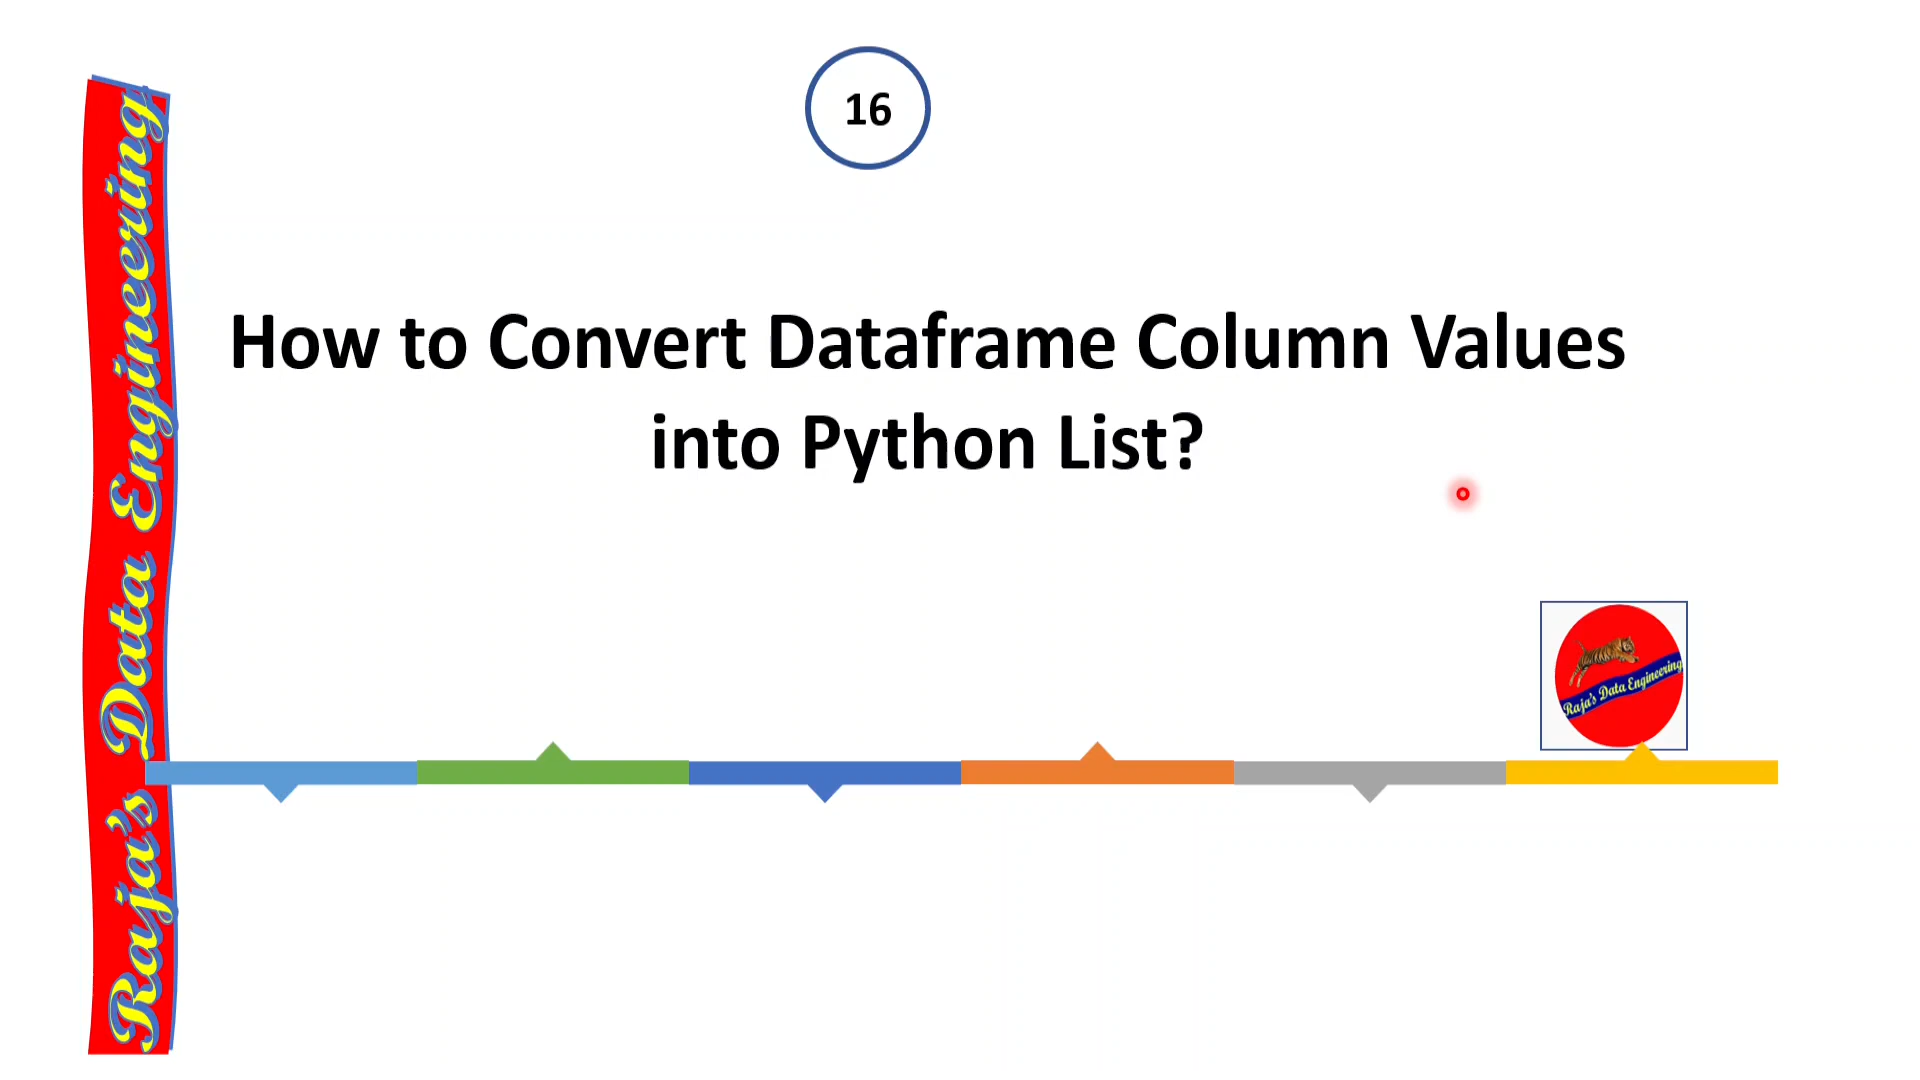 16
How to Convert Dataframe Column Values
into Python List?
Raja's Data Engineering
Raja's Data Engineering